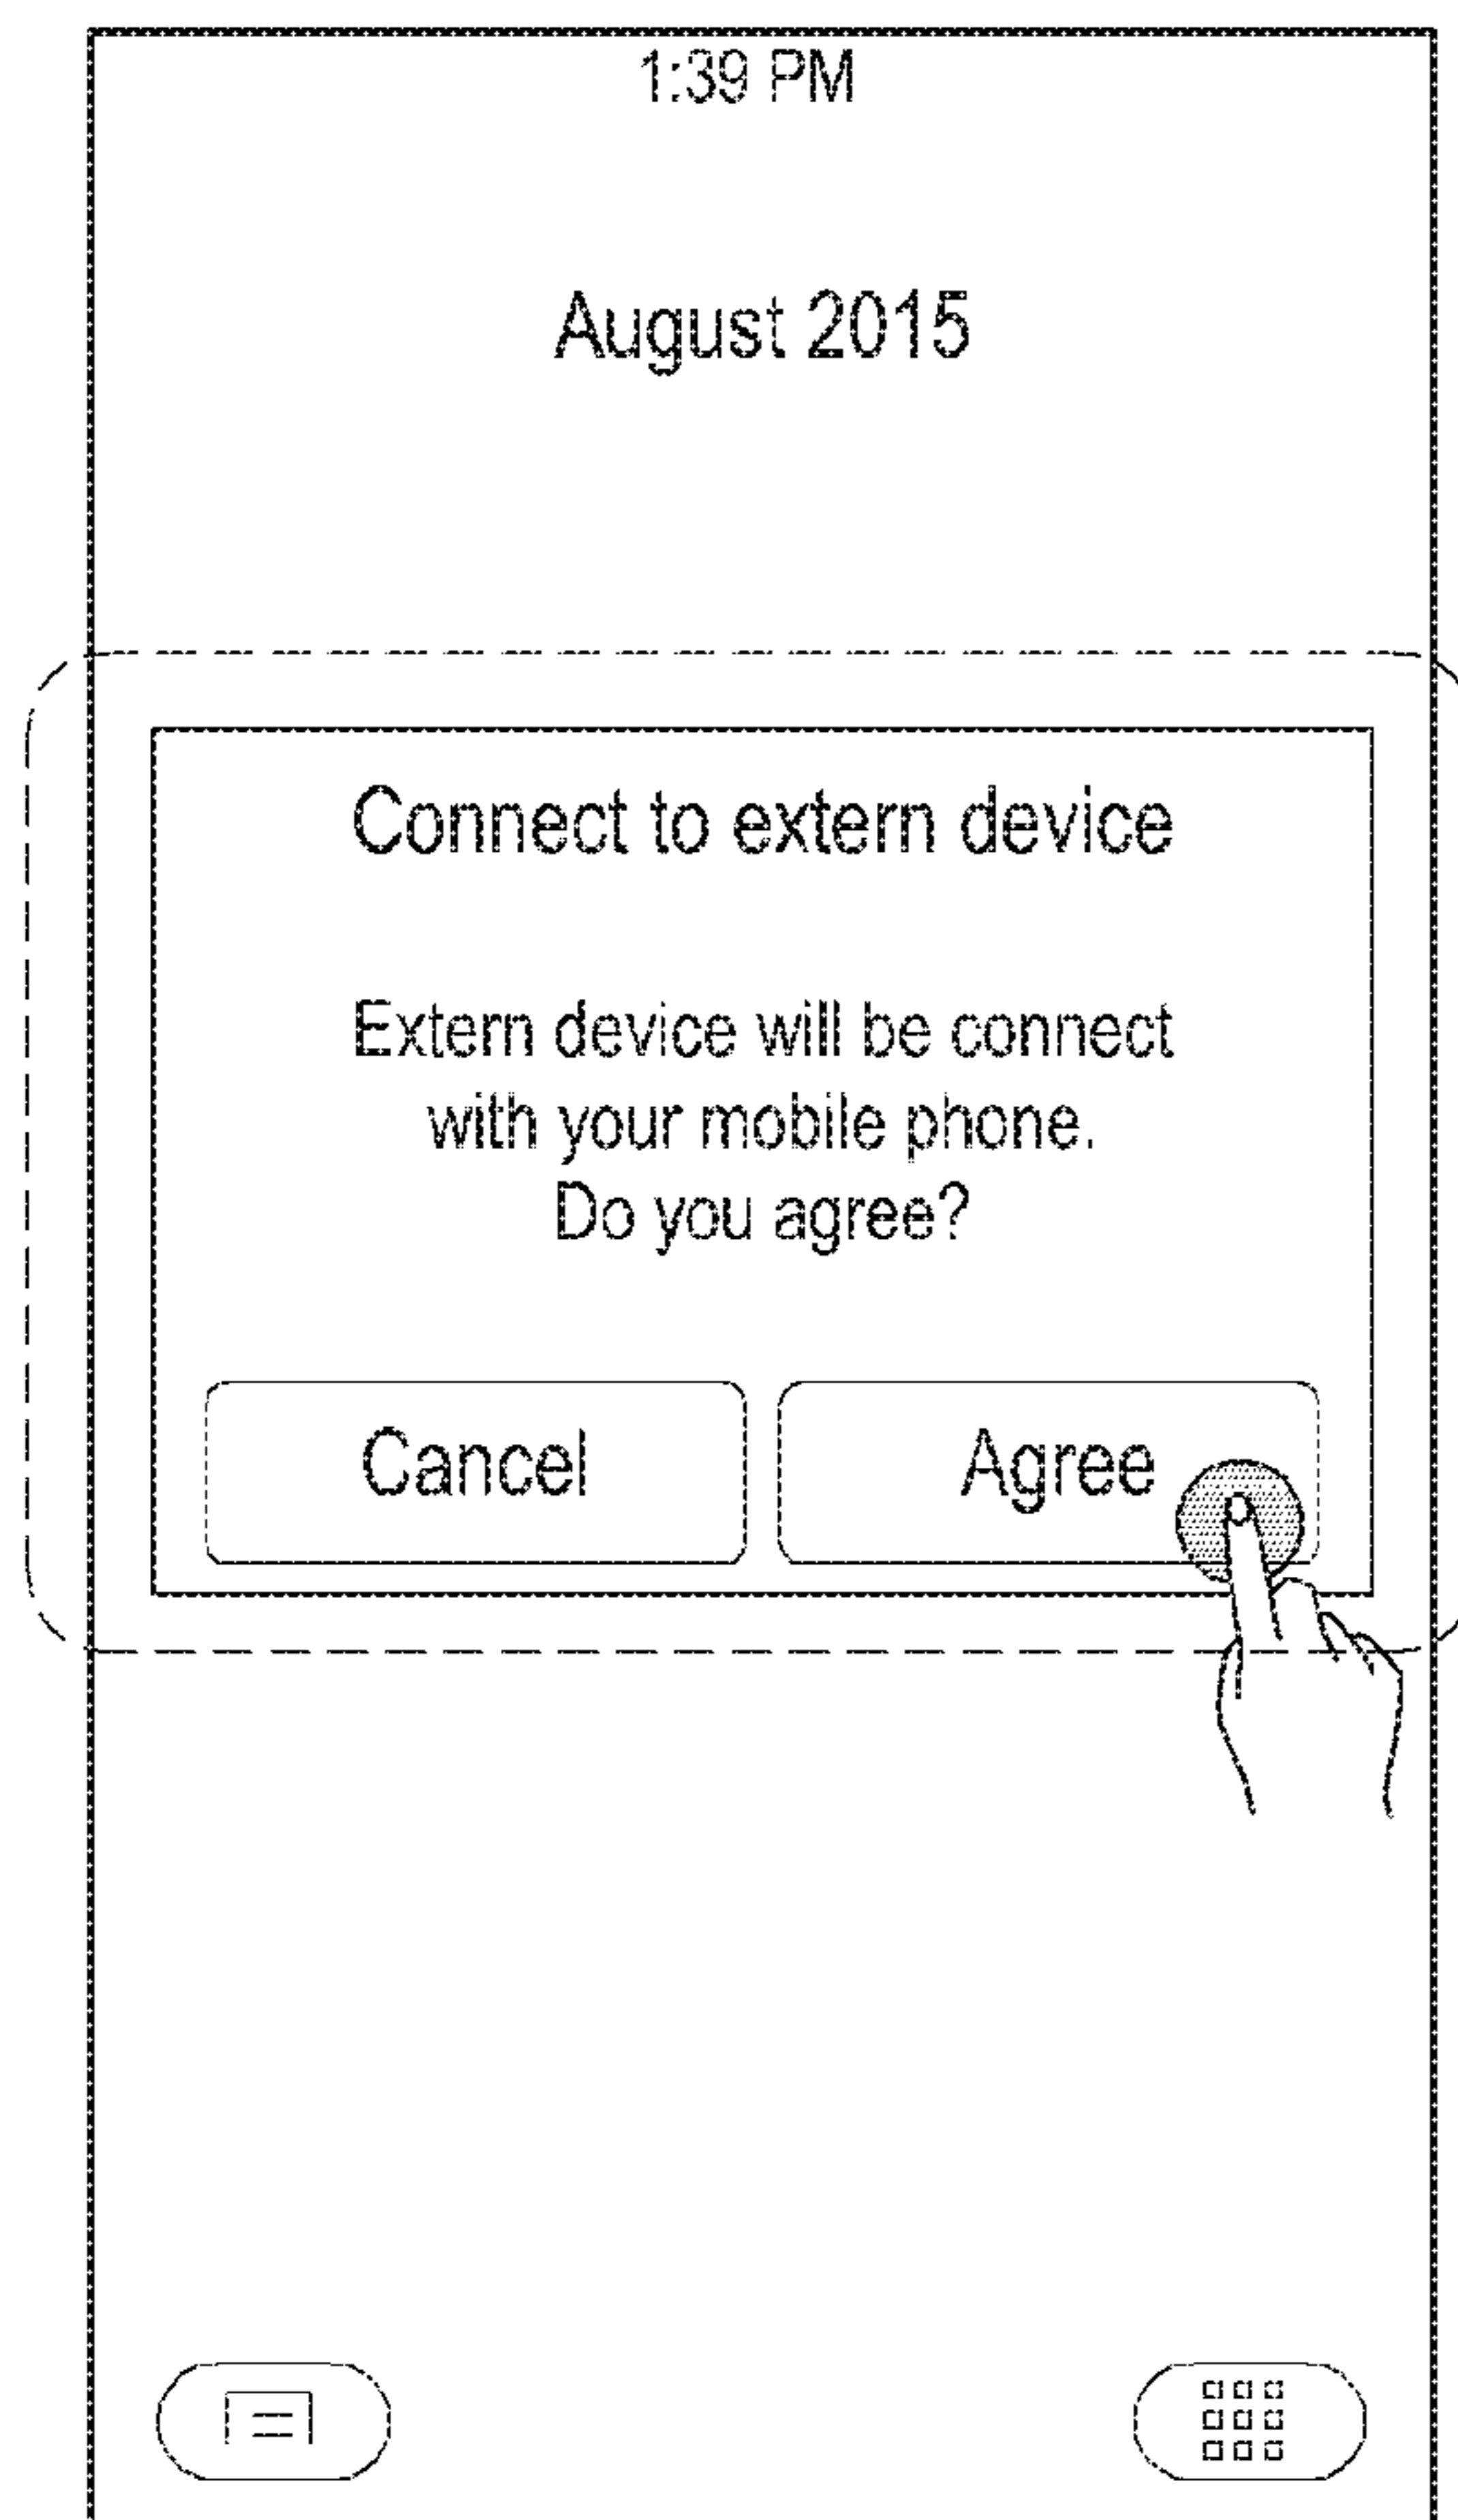 1:39 PM
August 2015
Connect to extern device
Extern device will be connect
with your mobile phone.
Do you agree?
Cancel
Agree